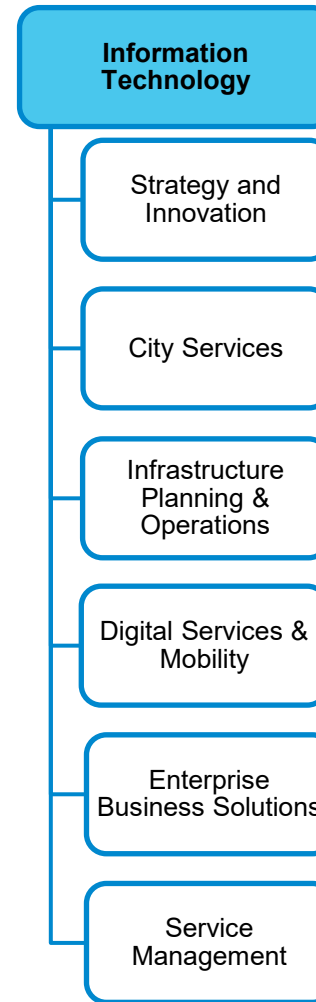 Information
Technology
Strategy and
Innovation
City Services
Infrastructure
Planning &
Operations
Digital Services &
Mobility
Enterprise
Business Solutions
Service
Management